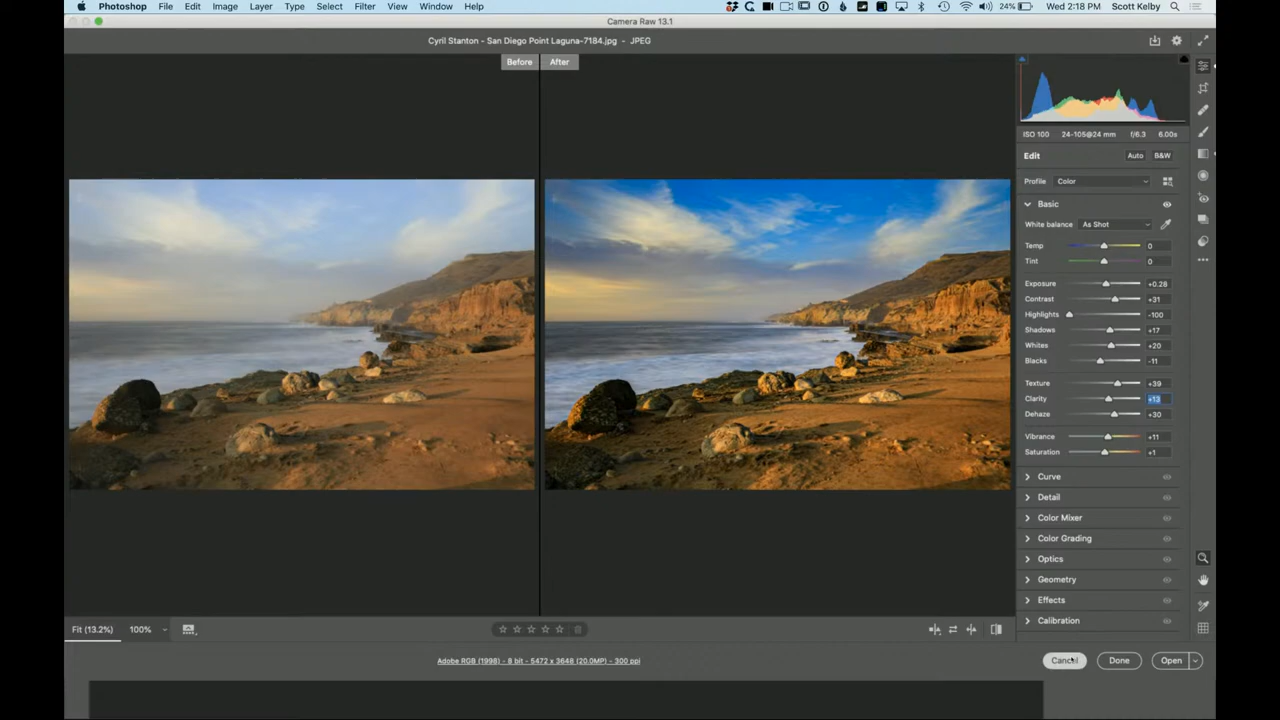 Photoshop File Edit Image Layer Type Select Filter View Window Help 24% Wed 2:18 PM Scott Kelby
Camera Raw 13.1
Cyril Stanton - San Diego Point Laguna-7184.jpg - JPEG
Before After
ISO 100 24-105@24 mm f/6.3 6.00s
Edit Auto B&W
Profile Color
Basic
White balance As Shot
Temp 0
Tint 0
Exposure +0.28
Contrast +31
Highlights -100
Shadows +17
Whites +20
Blacks -11
Texture +39
Clarity +13
Dehaze +30
Vibrance +11
Saturation +1
Curve
Detail
Color Mixer
Color Grading
Optics
Geometry
Effects
Calibration
Fit (13.2%) 100%
Adobe RGB (1998) - 8 bit - 5472 x 3648 (20.0MP) - 300 ppi
Cancel Done Open